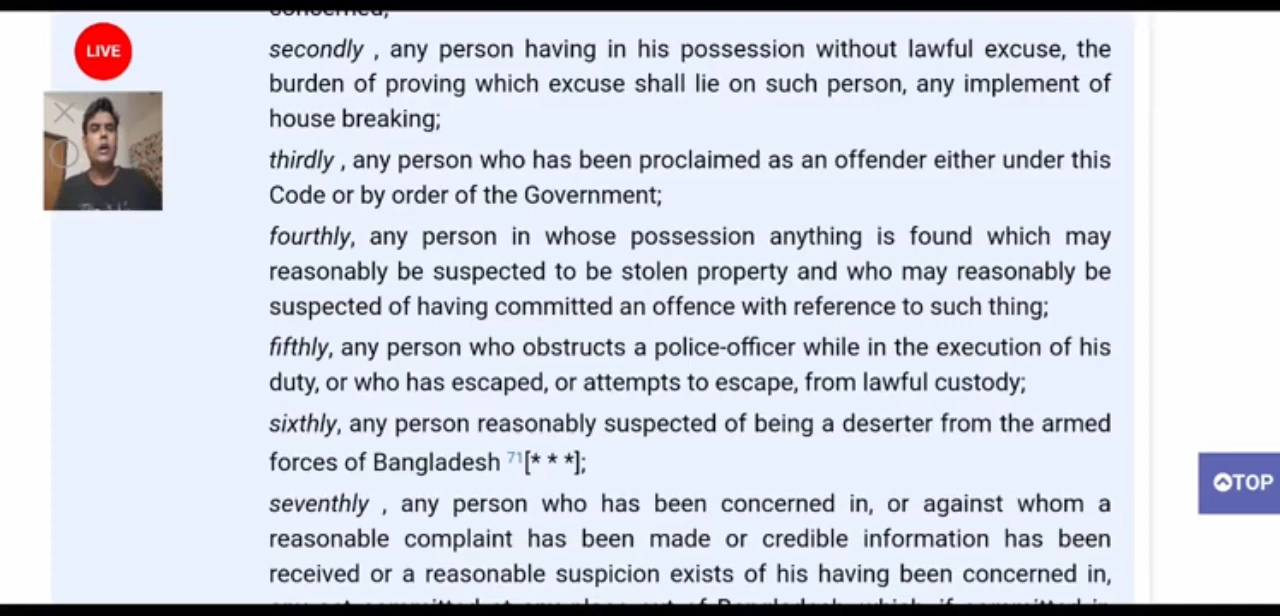 concerned;
LIVE
secondly , any person having in his possession without lawful excuse, the
burden of proving which excuse shall lie on such person, any implement of
house breaking;
thirdly , any person who has been proclaimed as an offender either under this
Code or by order of the Government;
fourthly, any person in whose possession anything is found which may
reasonably be suspected to be stolen property and who may reasonably be
suspected of having committed an offence with reference to such thing;
fifthly, any person who obstructs a police-officer while in the execution of his
duty, or who has escaped, or attempts to escape, from lawful custody;
sixthly, any person reasonably suspected of being a deserter from the armed
forces of Bangladesh 71[* * *];
TOP
seventhly , any person who has been concerned in, or against whom a
reasonable complaint has been made or credible information has been
received or a reasonable suspicion exists of his having been concerned in,